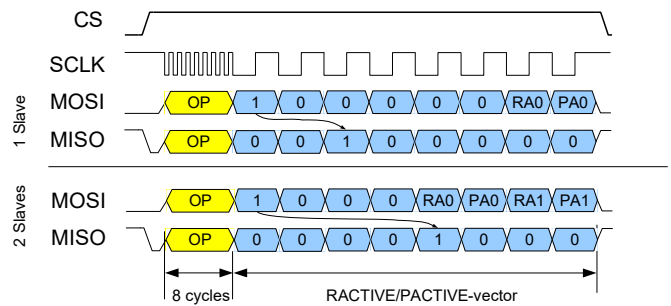 CS
SCLK
1 Slave
MOSI OP 1 0 0 0 0 0 RA0 PA0
MISO OP 0 0 1 0 0 0 0 0
2 Slaves
MOSI OP 1 0 0 0 RA0 PA0 RA1 PA1
MISO OP 0 0 0 0 1 0 0 0
8 cycles RACTIVE/PACTIVE-vector